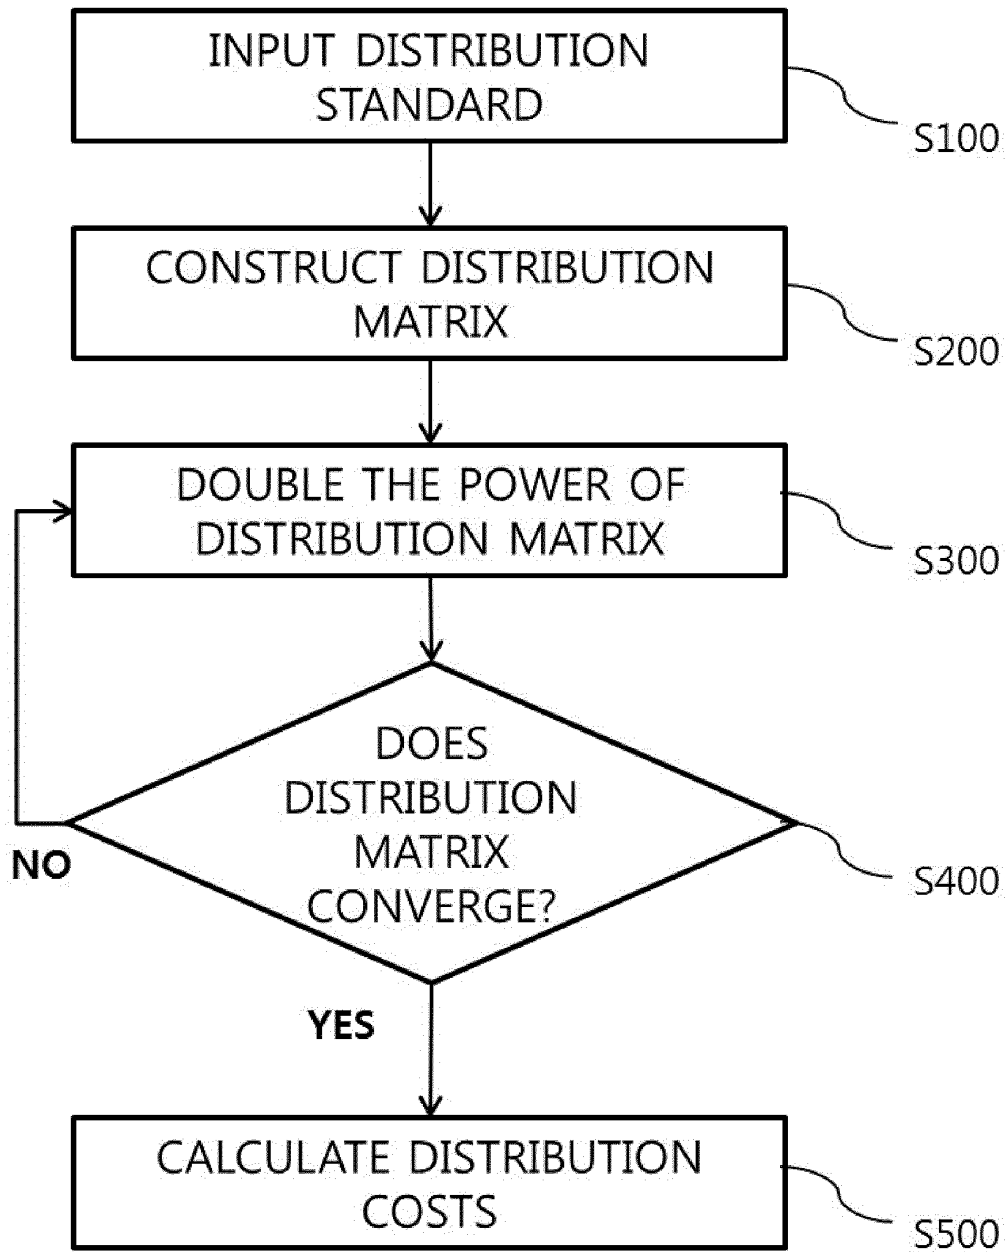 INPUT DISTRIBUTION
STANDARD
S100
CONSTRUCT DISTRIBUTION
MATRIX
S200
DOUBLE THE POWER OF
DISTRIBUTION MATRIX
S300
DOES
DISTRIBUTION
MATRIX
CONVERGE?
NO
S400
YES
CALCULATE DISTRIBUTION
COSTS
S500